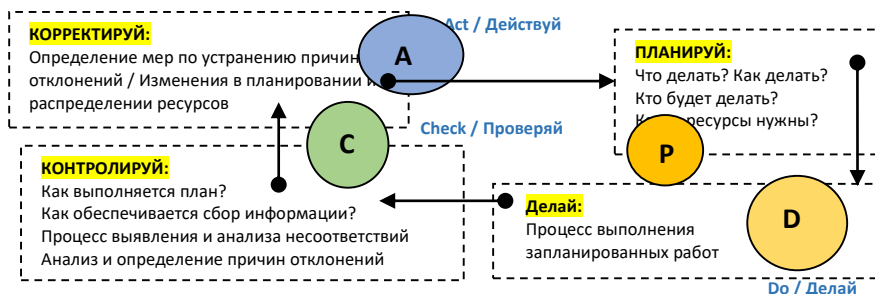 КОРРЕКТИРУЙ:
Определение мер по устранению причин
отклонений / Изменения в планировании и
распределении ресурсов
A
Act / Действуй
ПЛАНИРУЙ:
Что делать? Как делать?
Кто будет делать?
ресурсы нужны?
P
Check / Проверяй
C
КОНТРОЛИРУЙ:
Как выполняется план?
Как обеспечивается сбор информации?
Процесс выявления и анализа несоответствий
Анализ и определение причин отклонений
Делай:
Процесс выполнения
запланированных работ
D
Do / Делай